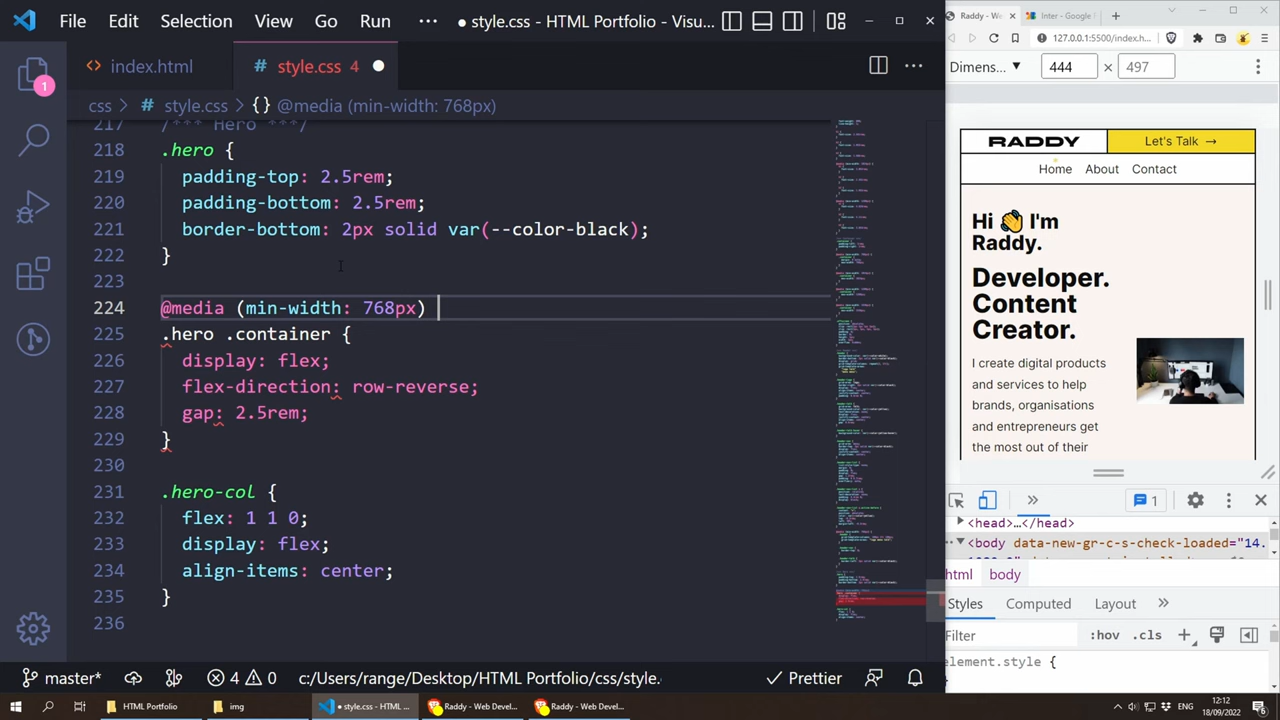 File Edit Selection View Go Run ··· ● style.css - HTML Portfolio - Visu...
index.html # style.css 4 ●
css > # style.css > {} @media (min-width: 768px)
217 /*** Hero ***/
218 .hero {
219 padding-top: 2.5rem;
220 padding-bottom: 2.5rem;
221 border-bottom: 2px solid var(--color-black);
222 }
223
224 @media (min-width: 768px)
225 .hero .container {
226 display: flex;
227 flex-direction: row-reverse;
228 gap: 2.5rem;
229 }
230
231 .hero-col {
232 flex: 1 0;
233 display: flex;
234 align-items: center;
235 }
236
master* 4 0 C:/Users/range/Desktop/HTML Portfolio/css/style. Prettier
1
Raddy - We Inter - Google
127.0.0.1:5500/index.h...
Dimens... 444 × 497
RADDY Let's Talk →
Home About Contact
Hi 👋 I'm
Raddy.
Developer.
Content
Creator.
I create digital products
and services to help
brands, organisations
and entrepreneurs get
the most out of their
1
<head>…</head>
<body data-new-gr-c-s-check-loaded="14.
html body
Styles Computed Layout
Filter :hov .cls
element.style {
HTML Portfolio img style.css - HTML ... Raddy - Web Devel... Raddy - Web Devel... 12:12
18/09/2022 6